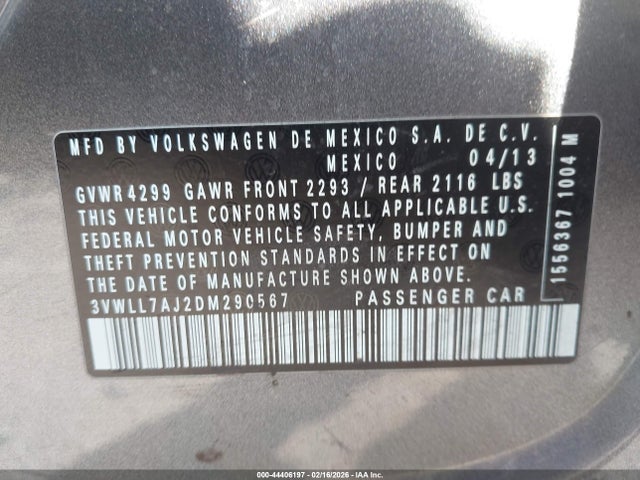 MFD BY VOLKSWAGEN DE MEXICO S.A. DE C.V.
MEXICO 04/13
GVWR 4299 GAWR FRONT 2293 / REAR 2116 LBS
THIS VEHICLE CONFORMS TO ALL APPLICABLE U.S.
FEDERAL MOTOR VEHICLE SAFETY, BUMPER AND
THEFT PREVENTION STANDARDS IN EFFECT ON
THE DATE OF MANUFACTURE SHOWN ABOVE.
3VWLL7AJ2DM290567 PASSENGER CAR
1556367 1004 M
000-44406197 - 02/16/2026 - IAA Inc.